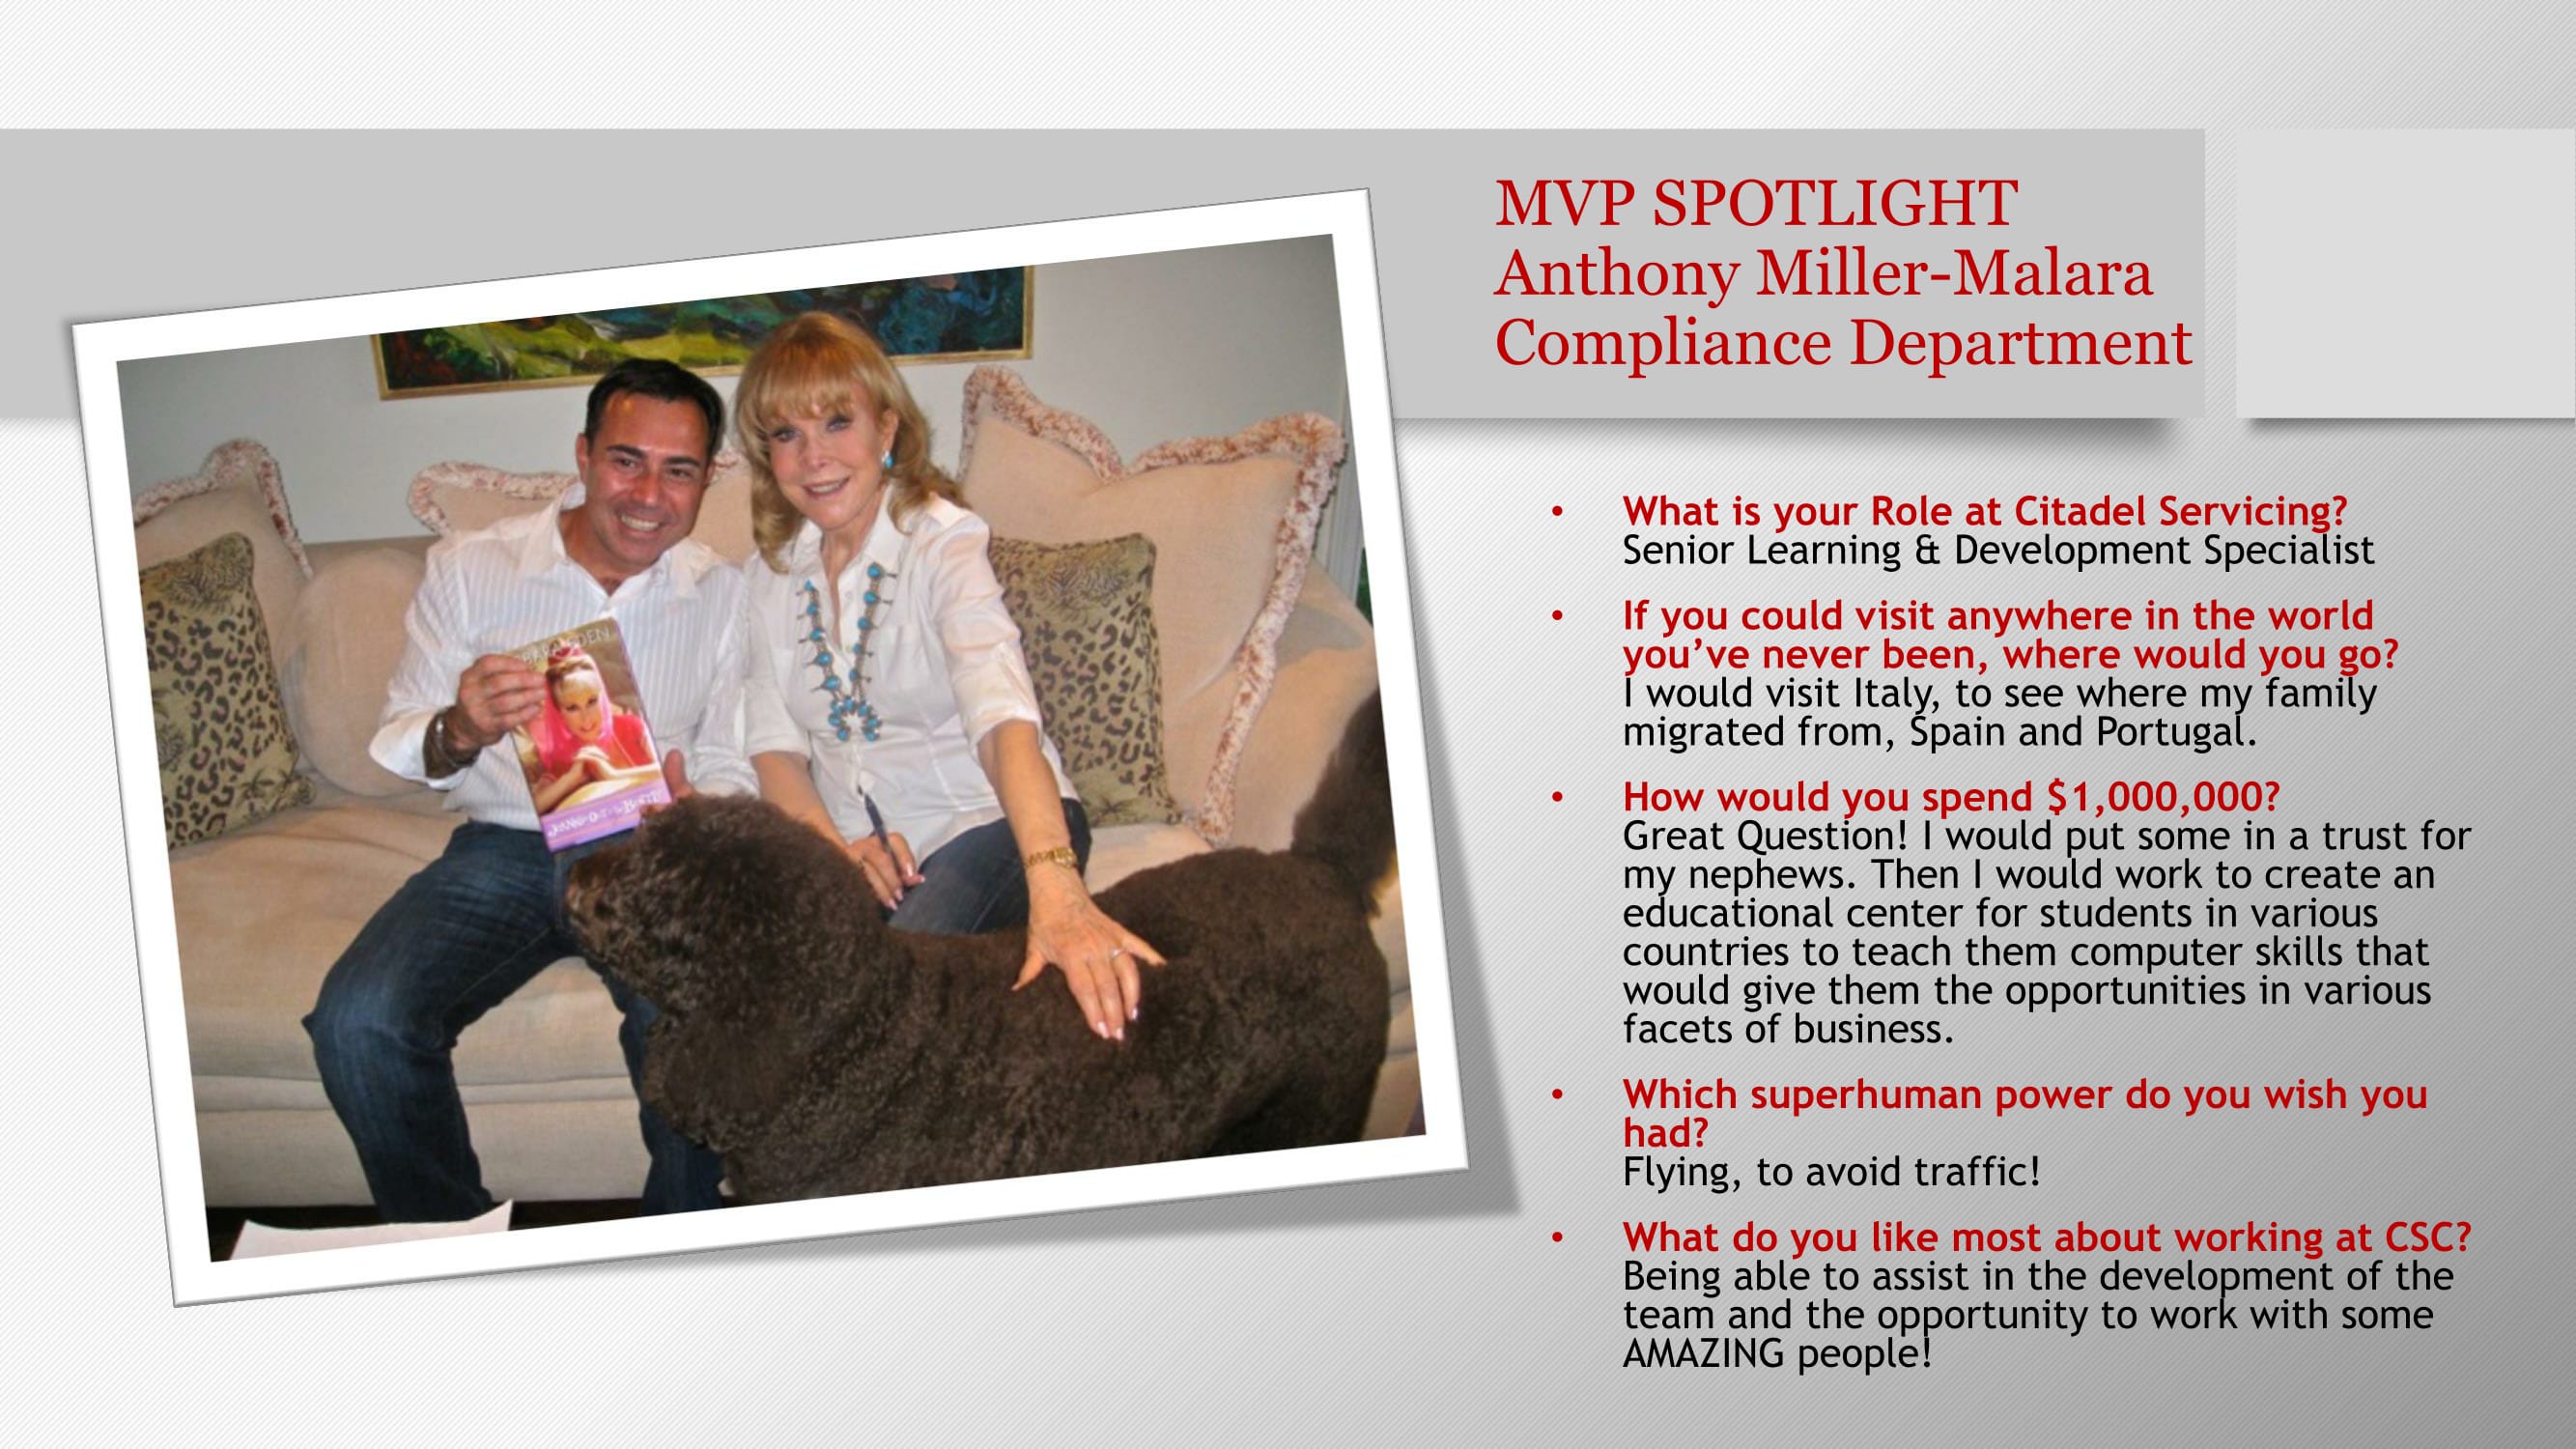 MVP SPOTLIGHT
Anthony Miller-Malara
Compliance Department
• What is your Role at Citadel Servicing?
Senior Learning & Development Specialist
• If you could visit anywhere in the world
you’ve never been, where would you go?
I would visit Italy, to see where my family
migrated from, Spain and Portugal.
• How would you spend $1,000,000?
Great Question! I would put some in a trust for
my nephews. Then I would work to create an
educational center for students in various
countries to teach them computer skills that
would give them the opportunities in various
facets of business.
• Which superhuman power do you wish you
had?
Flying, to avoid traffic!
• What do you like most about working at CSC?
Being able to assist in the development of the
team and the opportunity to work with some
AMAZING people!